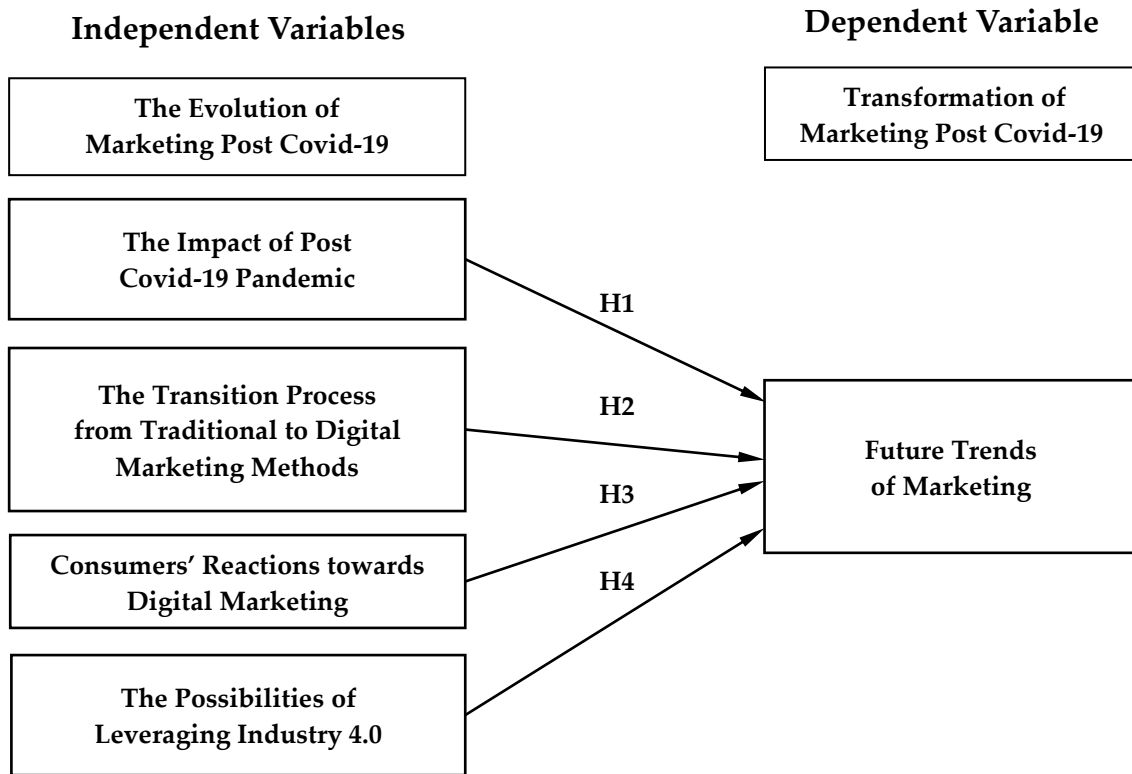 Independent Variables
Dependent Variable
The Evolution of
Marketing Post Covid-19
Transformation of
Marketing Post Covid-19
The Impact of Post
Covid-19 Pandemic
H1
The Transition Process
from Traditional to Digital
Marketing Methods
H2
Future Trends
of Marketing
H3
Consumers’ Reactions towards
Digital Marketing
H4
The Possibilities of
Leveraging Industry 4.0